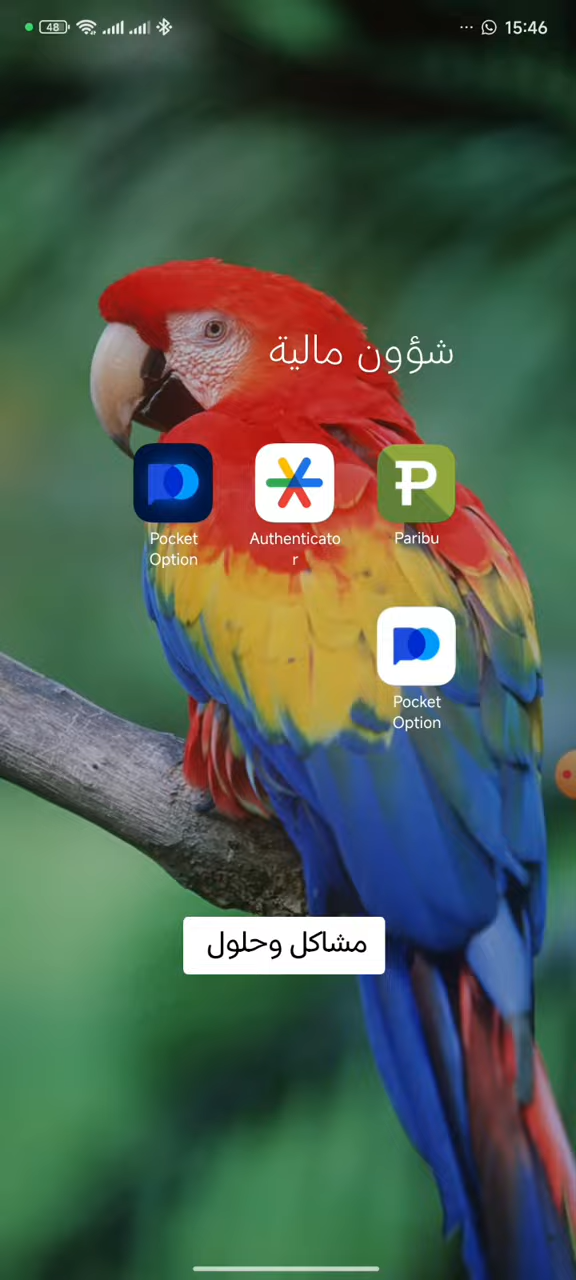 48
15:46
شؤون مالية
Pocket
Option
Authenticato
r
Paribu
Pocket
Option
مشاكل وحلول